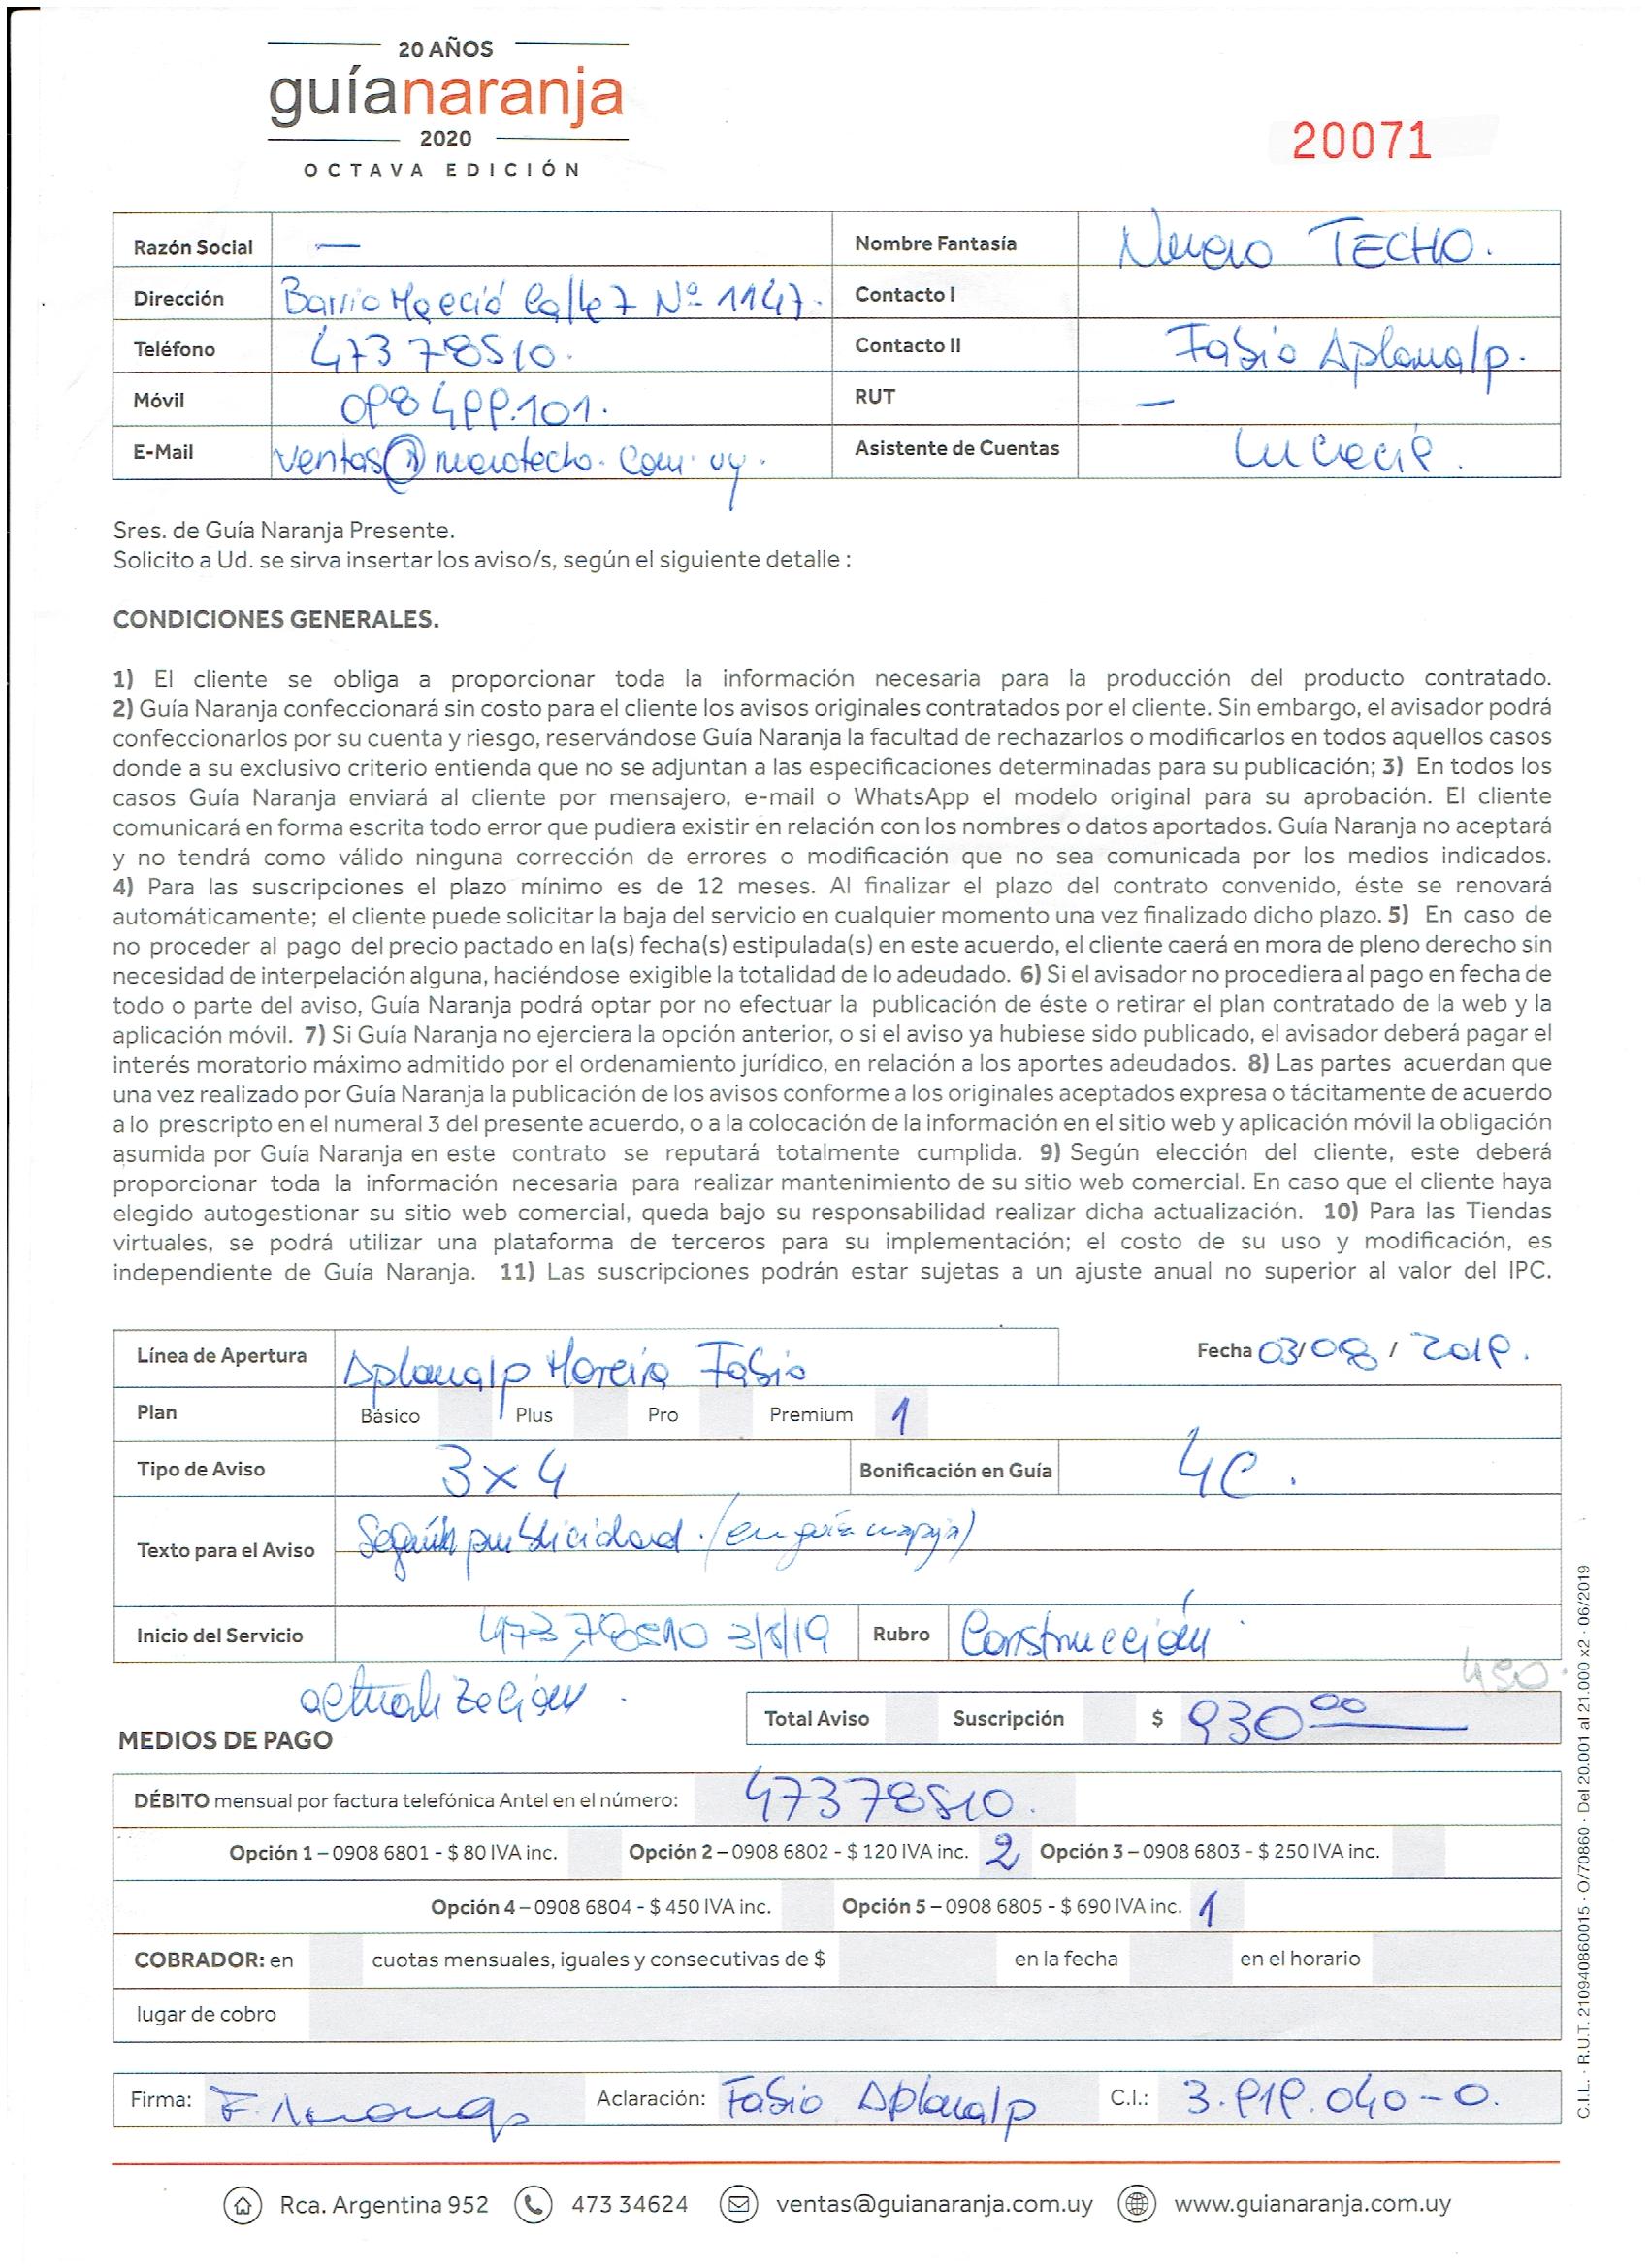 20 AÑOS
guíanaranja
2020
OCTAVA EDICIÓN
20071
Razón Social — Nombre Fantasía Nuevo TECHO.
Dirección Barrio Calle 7 Nº 1147. Contacto I
Teléfono 473 78510. Contacto II Fabio Aplanalp.
Móvil 098 499.101. RUT —
E-Mail ventas@nuevotecho.com.uy. Asistente de Cuentas Lucrecia.
Sres. de Guía Naranja Presente.
Solicito a Ud. se sirva insertar los aviso/s, según el siguiente detalle :
CONDICIONES GENERALES.
1) El cliente se obliga a proporcionar toda la información necesaria para la producción del producto contratado.
2) Guía Naranja confeccionará sin costo para el cliente los avisos originales contratados por el cliente. Sin embargo, el avisador podrá
confeccionarlos por su cuenta y riesgo, reservándose Guía Naranja la facultad de rechazarlos o modificarlos en todos aquellos casos
donde a su exclusivo criterio entienda que no se adjuntan a las especificaciones determinadas para su publicación; 3) En todos los
casos Guía Naranja enviará al cliente por mensajero, e-mail o WhatsApp el modelo original para su aprobación. El cliente
comunicará en forma escrita todo error que pudiera existir en relación con los nombres o datos aportados. Guía Naranja no aceptará
y no tendrá como válido ninguna corrección de errores o modificación que no sea comunicada por los medios indicados.
4) Para las suscripciones el plazo mínimo es de 12 meses. Al finalizar el plazo del contrato convenido, éste se renovará
automáticamente; el cliente puede solicitar la baja del servicio en cualquier momento una vez finalizado dicho plazo. 5) En caso de
no proceder al pago del precio pactado en la(s) fecha(s) estipulada(s) en este acuerdo, el cliente caerá en mora de pleno derecho sin
necesidad de interpelación alguna, haciéndose exigible la totalidad de lo adeudado. 6) Si el avisador no procediera al pago en fecha de
todo o parte del aviso, Guía Naranja podrá optar por no efectuar la publicación de éste o retirar el plan contratado de la web y la
aplicación móvil. 7) Si Guía Naranja no ejerciera la opción anterior, o si el aviso ya hubiese sido publicado, el avisador deberá pagar el
interés moratorio máximo admitido por el ordenamiento jurídico, en relación a los aportes adeudados. 8) Las partes acuerdan que
una vez realizado por Guía Naranja la publicación de los avisos conforme a los originales aceptados expresa o tácitamente de acuerdo
a lo prescripto en el numeral 3 del presente acuerdo, o a la colocación de la información en el sitio web y aplicación móvil la obligación
asumida por Guía Naranja en este contrato se reputará totalmente cumplida. 9) Según elección del cliente, este deberá
proporcionar toda la información necesaria para realizar mantenimiento de su sitio web comercial. En caso que el cliente haya
elegido autogestionar su sitio web comercial, queda bajo su responsabilidad realizar dicha actualización. 10) Para las Tiendas
virtuales, se podrá utilizar una plataforma de terceros para su implementación; el costo de su uso y modificación, es
independiente de Guía Naranja. 11) Las suscripciones podrán estar sujetas a un ajuste anual no superior al valor del IPC.
Línea de Apertura Aplanalp Moreira Fabio Fecha 03/08/2019.
Plan Básico Plus Pro Premium 1
Tipo de Aviso 3x4 Bonificación en Guía 4C.
Texto para el Aviso Según publicidad. (en guía naranja)
Inicio del Servicio 473 78510 3/8/19 Rubro Construcción
actualización. 450.
Total Aviso Suscripción $ 930 00
MEDIOS DE PAGO
DÉBITO mensual por factura telefónica Antel en el número: 47378510.
Opción 1 – 0908 6801 - $ 80 IVA inc. Opción 2 – 0908 6802 - $ 120 IVA inc. 2 Opción 3 – 0908 6803 - $ 250 IVA inc.
Opción 4 – 0908 6804 - $ 450 IVA inc. Opción 5 – 0908 6805 - $ 690 IVA inc. 1
COBRADOR: en cuotas mensuales, iguales y consecutivas de $ en la fecha en el horario
lugar de cobro
Firma: Aclaración: Fabio Aplanalp C.I.: 3.919.040-0.
Rca. Argentina 952 473 34624 ventas@guianaranja.com.uy www.guianaranja.com.uy
C.I.L. · R.U.T. 210940860015 · O/70860 · Del 20.001 al 21.000 x2 · 06/2019